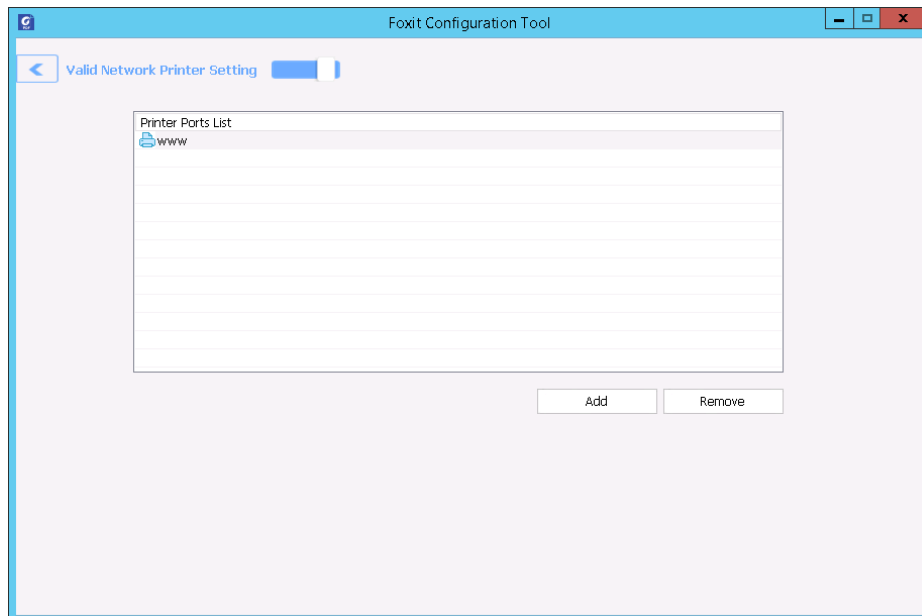 Foxit Configuration Tool
Valid Network Printer Setting
Printer Ports List
www
Add
Remove